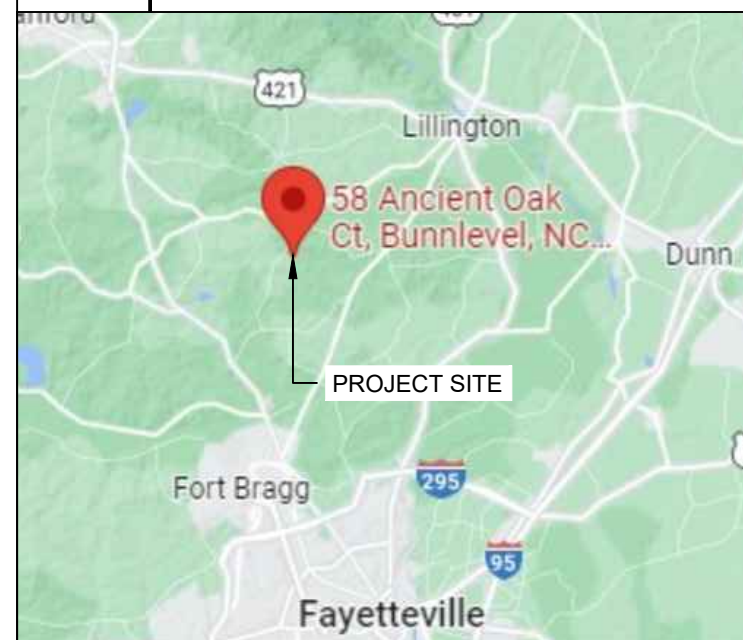 421
Lillington
58 Ancient Oak
Ct, Bunnlevel, NC...
Dunn
PROJECT SITE
Fort Bragg
295
95
Fayetteville